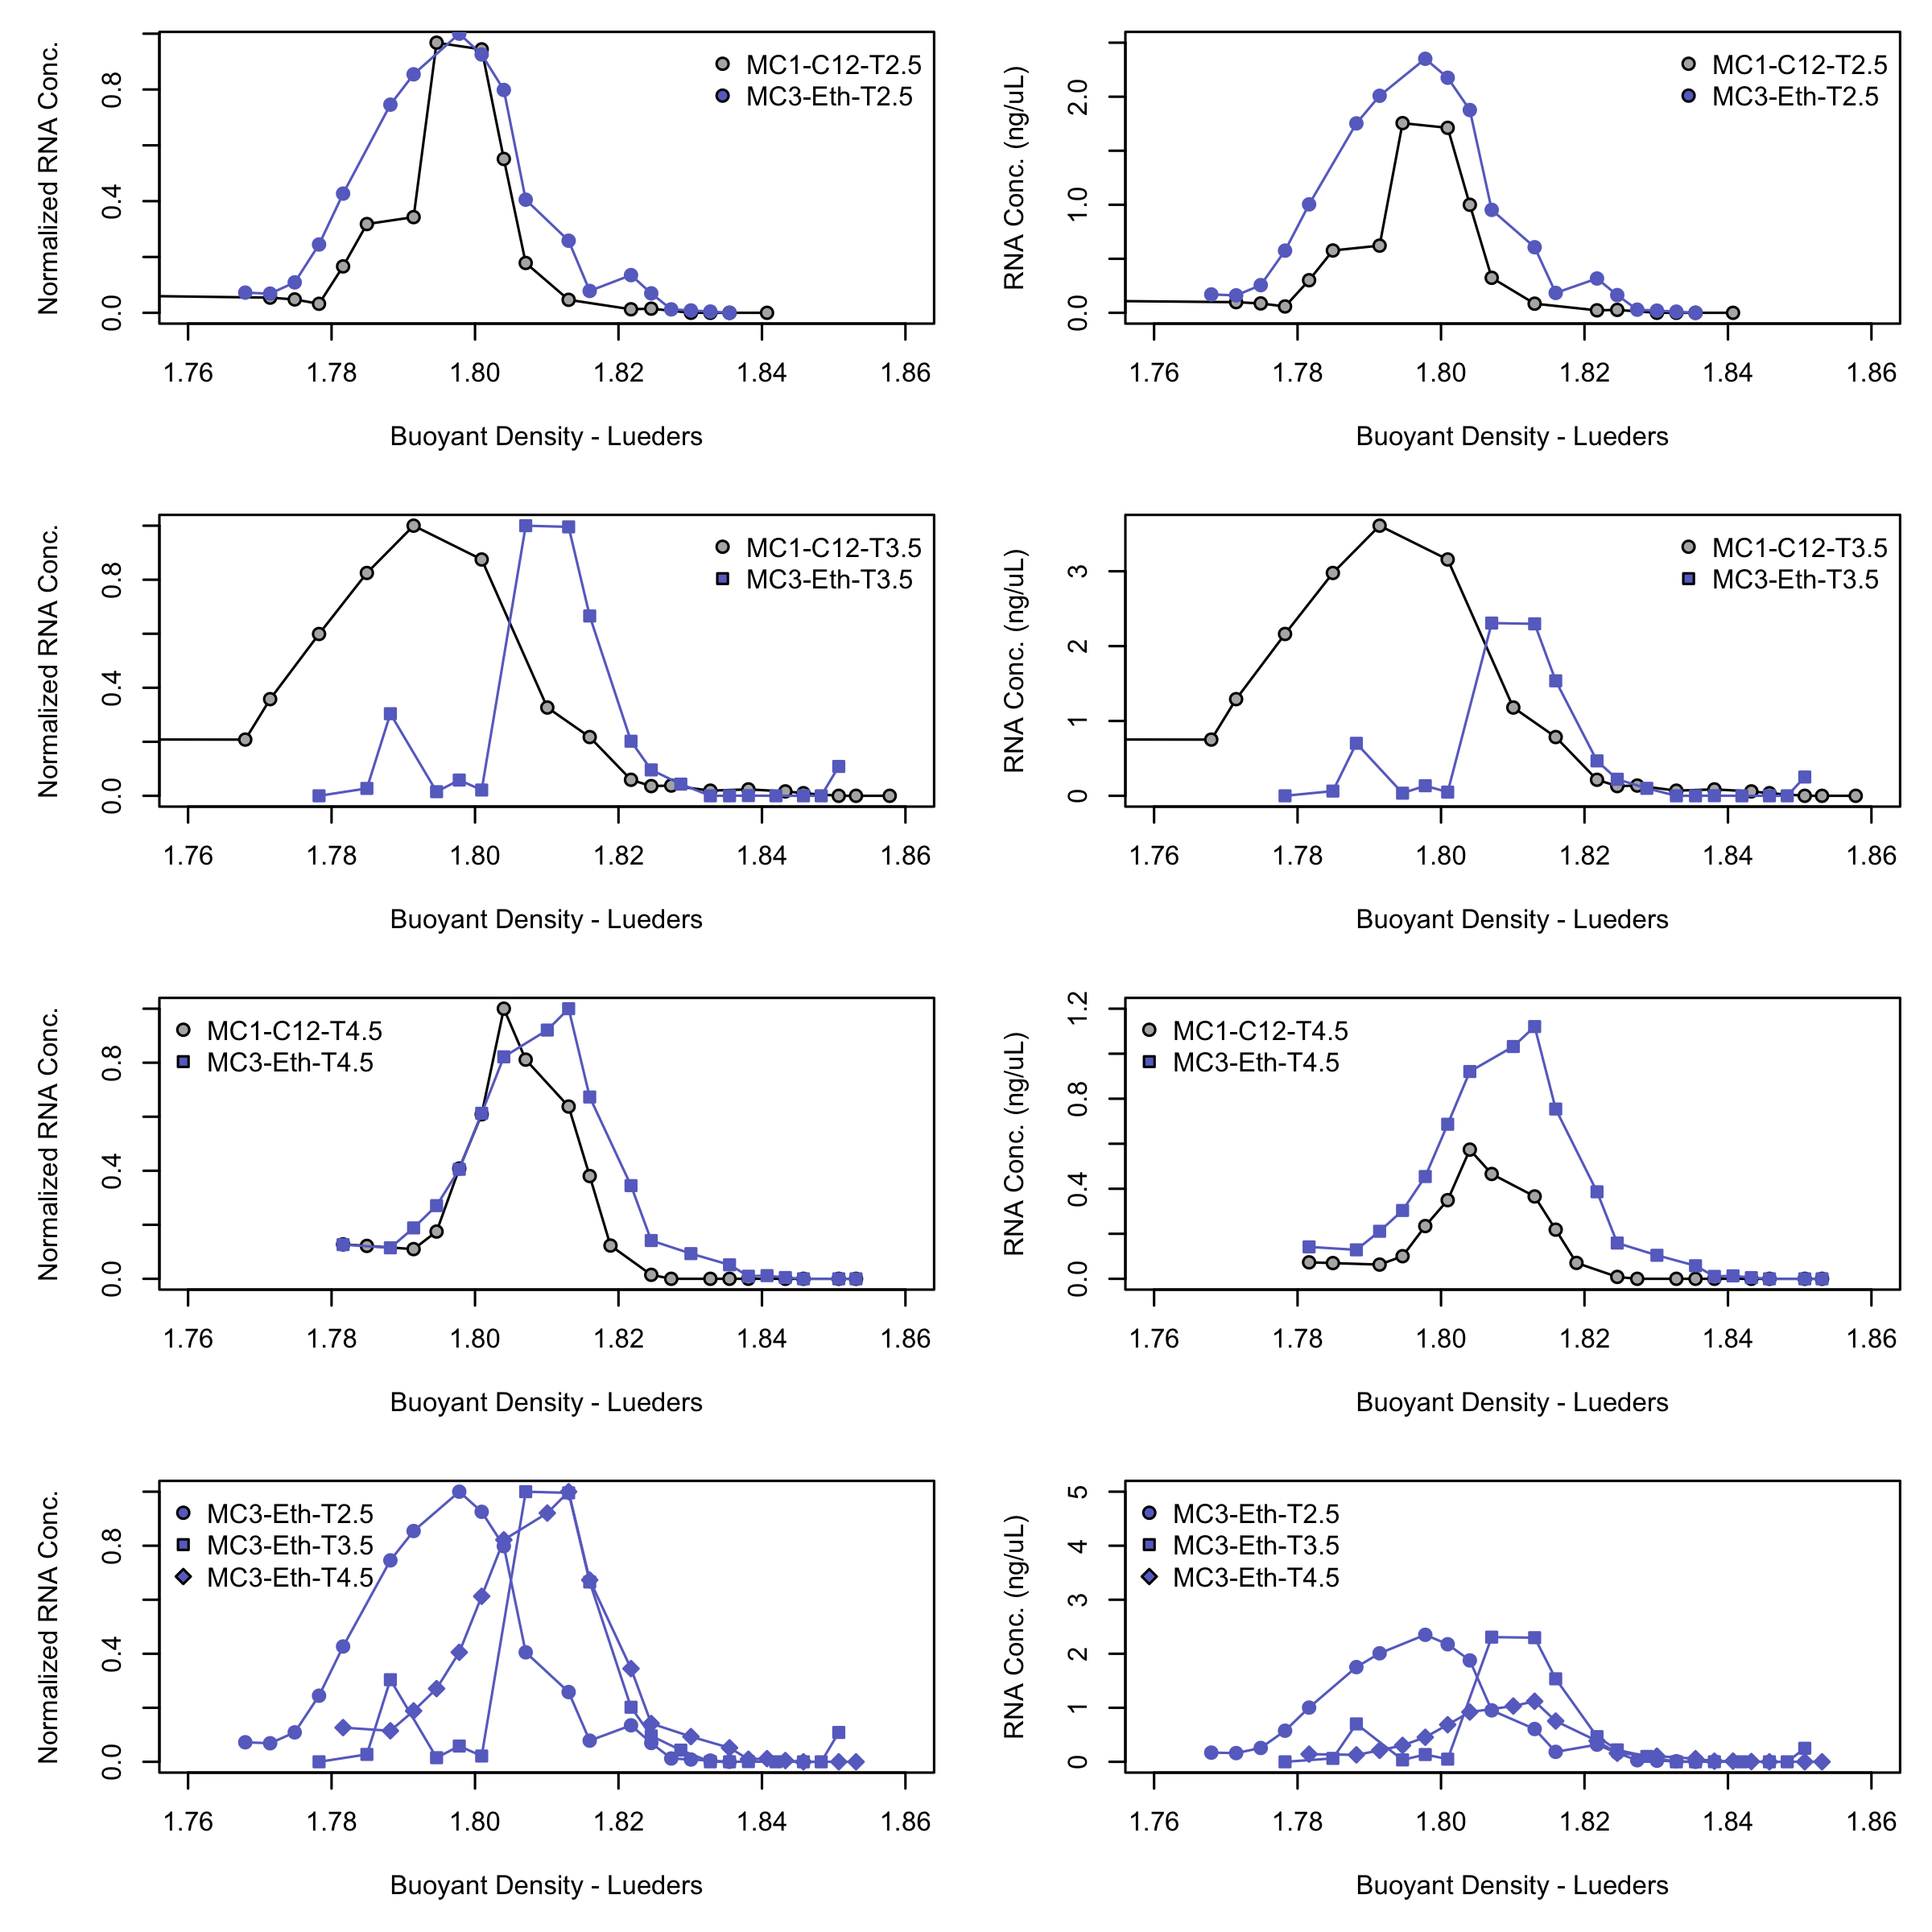 Normalized RNA Conc.
0.0 0.4 0.8
MC1-C12-T2.5
MC3-Eth-T2.5
1.76 1.78 1.80 1.82 1.84 1.86
Buoyant Density - Lueders
RNA Conc. (ng/uL)
0.0 1.0 2.0
MC1-C12-T2.5
MC3-Eth-T2.5
1.76 1.78 1.80 1.82 1.84 1.86
Buoyant Density - Lueders
Normalized RNA Conc.
0.0 0.4 0.8
MC1-C12-T3.5
MC3-Eth-T3.5
1.76 1.78 1.80 1.82 1.84 1.86
Buoyant Density - Lueders
RNA Conc. (ng/uL)
0 1 2 3
MC1-C12-T3.5
MC3-Eth-T3.5
1.76 1.78 1.80 1.82 1.84 1.86
Buoyant Density - Lueders
Normalized RNA Conc.
0.0 0.4 0.8
MC1-C12-T4.5
MC3-Eth-T4.5
1.76 1.78 1.80 1.82 1.84 1.86
Buoyant Density - Lueders
RNA Conc. (ng/uL)
0.0 0.4 0.8 1.2
MC1-C12-T4.5
MC3-Eth-T4.5
1.76 1.78 1.80 1.82 1.84 1.86
Buoyant Density - Lueders
Normalized RNA Conc.
0.0 0.4 0.8
MC3-Eth-T2.5
MC3-Eth-T3.5
MC3-Eth-T4.5
1.76 1.78 1.80 1.82 1.84 1.86
Buoyant Density - Lueders
RNA Conc. (ng/uL)
0 1 2 3 4 5
MC3-Eth-T2.5
MC3-Eth-T3.5
MC3-Eth-T4.5
1.76 1.78 1.80 1.82 1.84 1.86
Buoyant Density - Lueders